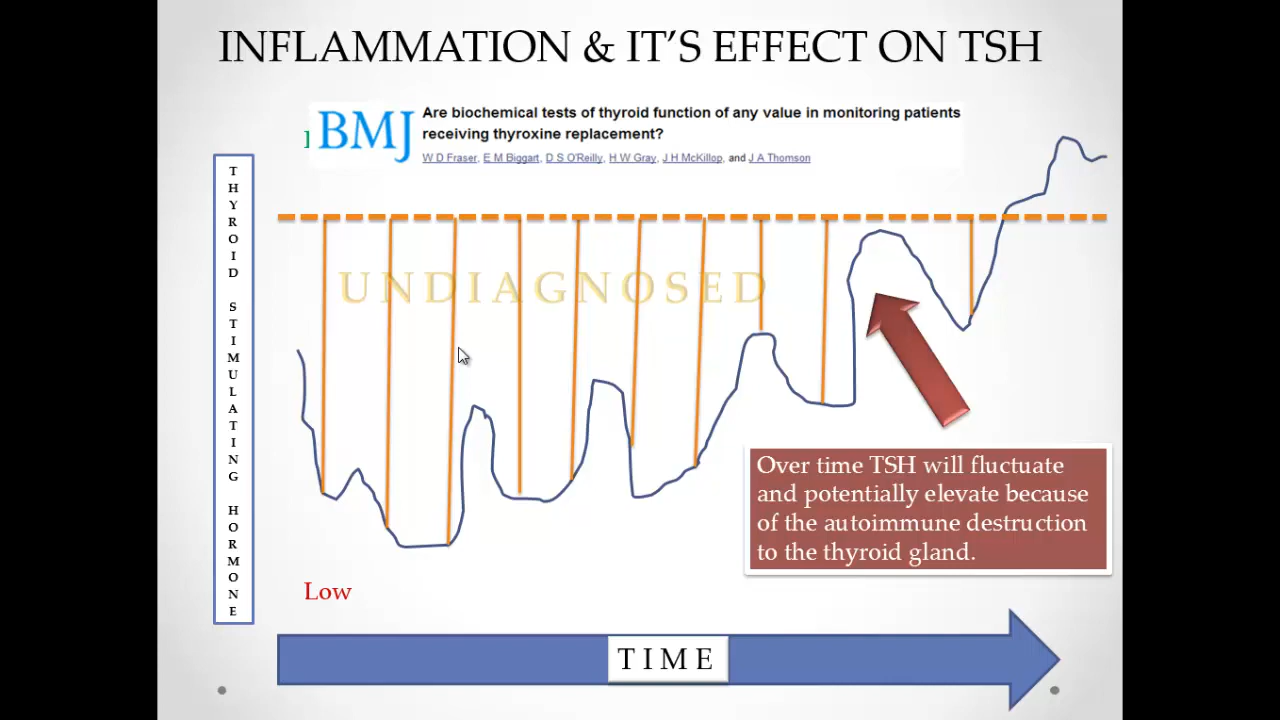 INFLAMMATION & IT'S EFFECT ON TSH
BMJ
Are biochemical tests of thyroid function of any value in monitoring patients
receiving thyroxine replacement?
W D Fraser, E M Biggart, D S O'Reilly, H W Gray, J H McKillop, and J A Thomson
THYROID STIMULATING HORMONE
UNDIAGNOSED
Over time TSH will fluctuate
and potentially elevate because
of the autoimmune destruction
to the thyroid gland.
Low
TIME